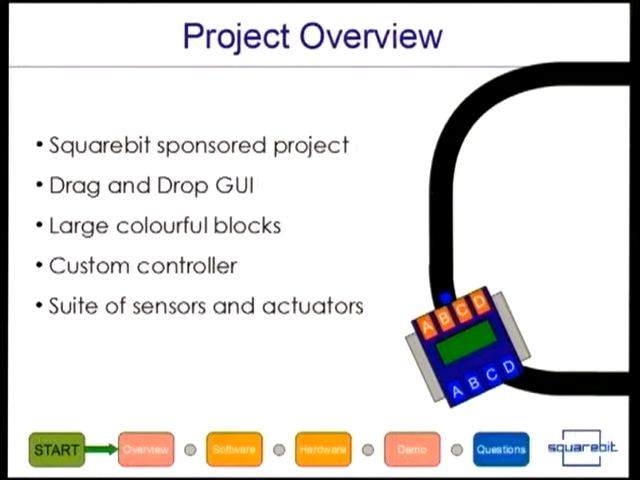 Project Overview
• Squarebit sponsored project
• Drag and Drop GUI
• Large colourful blocks
• Custom controller
• Suite of sensors and actuators
A B C D
A B C D
START Overview Software Hardware Demo Questions
squarebit